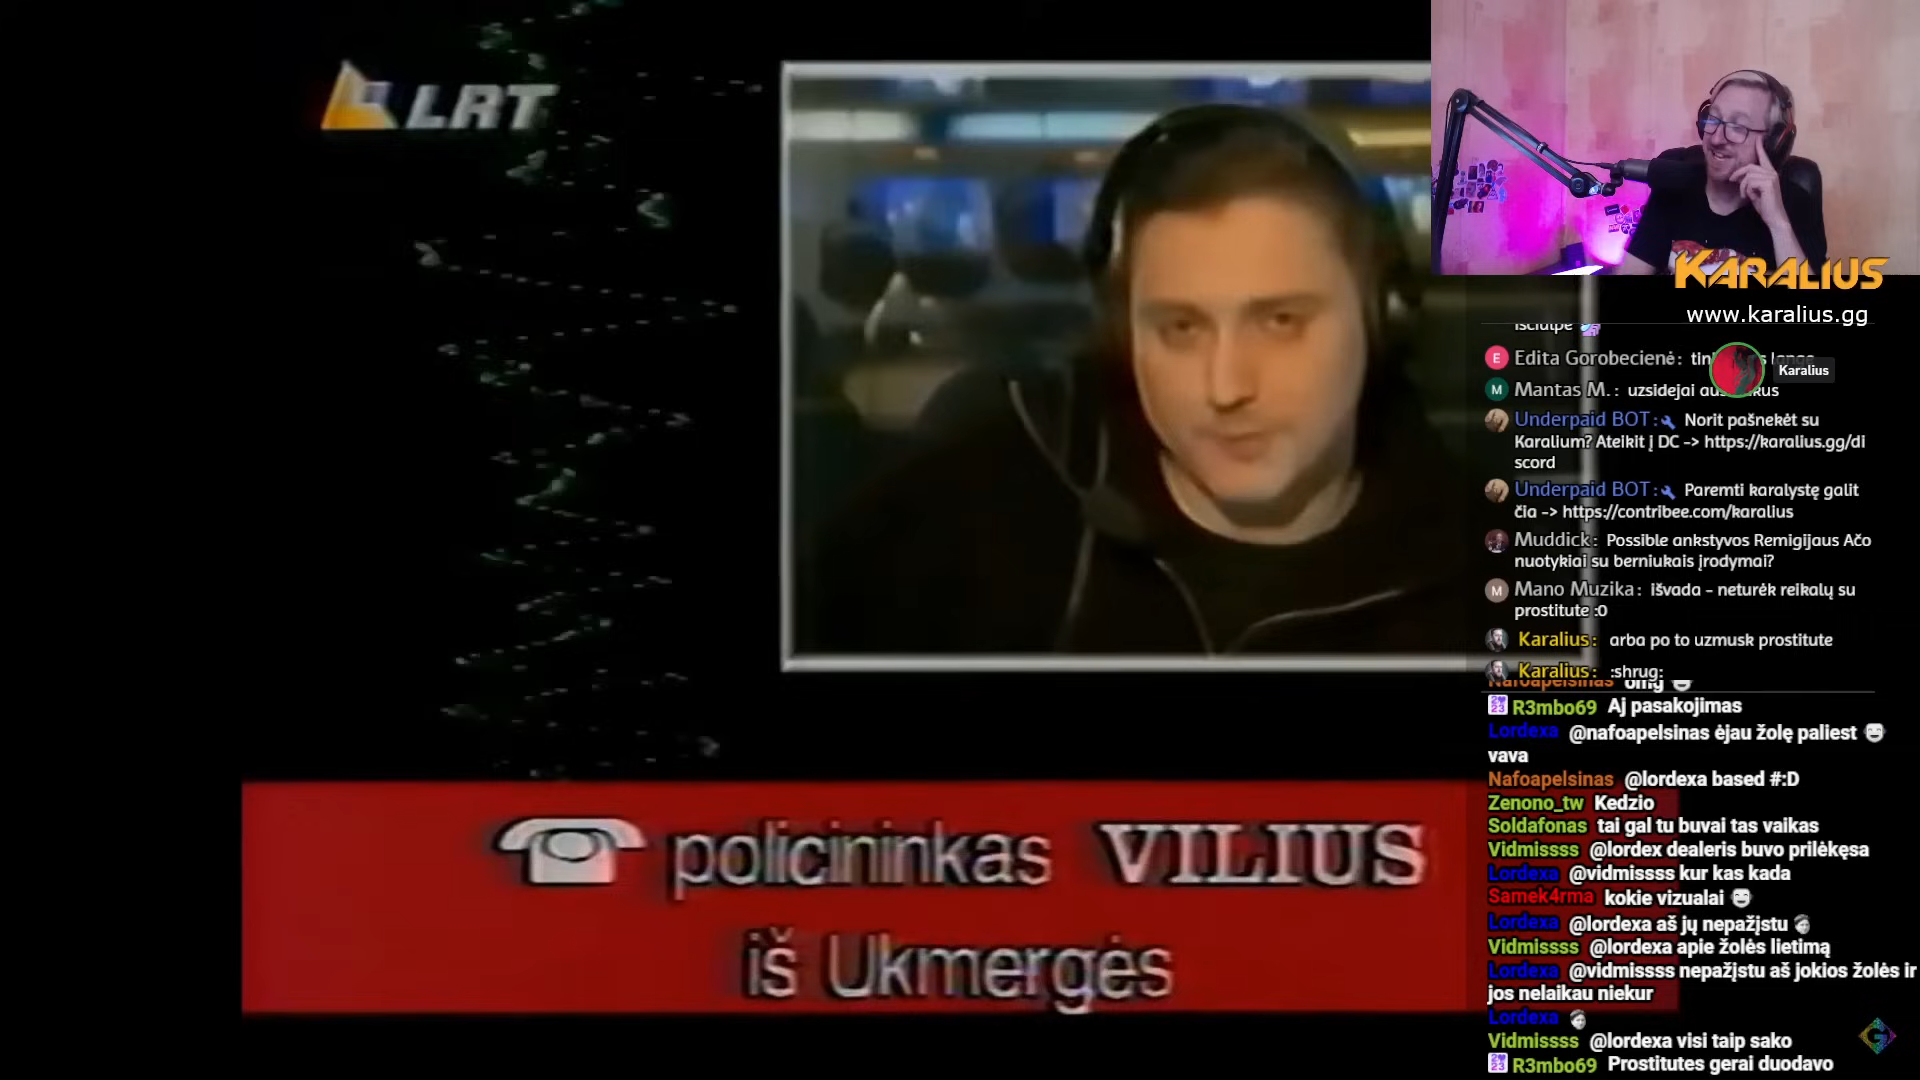 LRT
policininkas VILIUS
iš Ukmergės
KARALIUS
www.karalius.gg
Edita Gorobecienė:
Karalius
Mantas M.: uzsidejai
Underpaid BOT: Norit pašnekėt su
Karalium? Ateikit į DC -> https://karalius.gg/di
scord
Underpaid BOT: Paremti karalystę galit
čia -> https://contribee.com/karalius
Muddick: Possible ankstyvos Remigijaus Ačo
nuotykiai su berniukais įrodymai?
Mano Muzika: išvada - neturėk reikalų su
prostitute :0
Karalius: arba po to uzmusk prostitute
Karalius: :shrug:
Nafoapelsinas omg
R3mbo69 Aj pasakojimas
Lordexa @nafoapelsinas ėjau žolę paliest
vava
Nafoapelsinas @lordexa based #:D
Zenono_tw Kedzio
Soldafonas tai gal tu buvai tas vaikas
Vidmissss @lordex dealeris buvo prilėkęsa
Lordexa @vidmissss kur kas kada
Samek4rma kokie vizualai
Lordexa @lordexa aš jų nepažįstu
Vidmissss @lordexa apie žolės lietimą
Lordexa @vidmissss nepažįstu aš jokios žolės ir
jos nelaikau niekur
Lordexa
Vidmissss @lordexa visi taip sako
R3mbo69 Prostitutes gerai duodavo